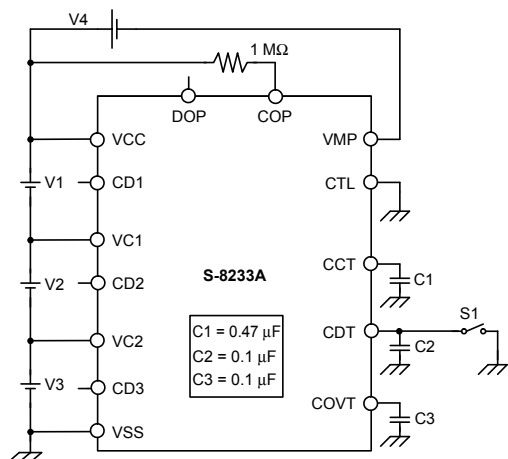 V4
1 MΩ
DOP
COP
VCC
VMP
V1
CD1
CTL
VC1
CCT
C1
V2
CD2
S-8233A
S1
C1 = 0.47 µF
C2 = 0.1 µF
C3 = 0.1 µF
CDT
VC2
C2
V3
CD3
COVT
C3
VSS